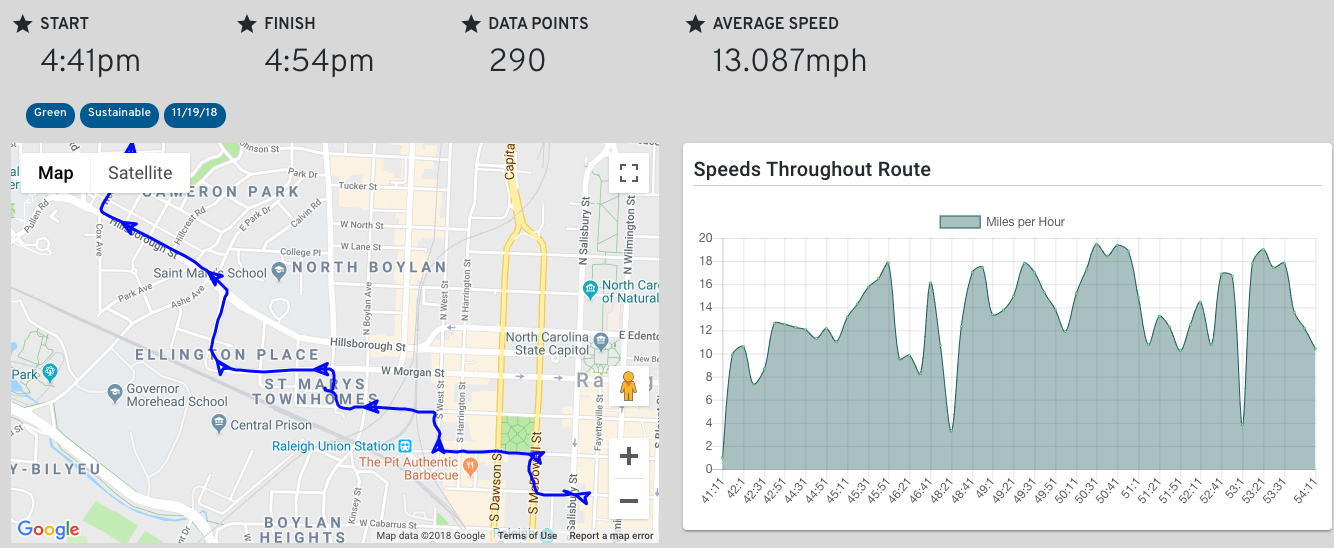 START
4:41pm
FINISH
4:54pm
DATA POINTS
290
AVERAGE SPEED
13.087mph
Green
Sustainable
11/19/18
Map
Satellite
CAMERON PARK
Johnson St
Park Dr
Tucker St
Capita
Pullen Rd
Cox Ave
Hillsborough St
Hillcrest Rd
E Park Dr
Calvin Rd
W North St
W Lane St
College Pl
N Salisbury St
N Wilmington St
Saint Mary's School
NORTH BOYLAN
Park Ave
Ashe Ave
N Boylan Ave
N West St
N Harrington St
North Car
of Natural
ELLINGTON PLACE
Hillsborough St
North Carolina
State Capitol
E Edento
New Be
Park
W Morgan St
Ra
ST MARYS
TOWNHOMES
Governor
Morehead School
Central Prison
S West St
S Harrington St
Fayetteville St
Raleigh Union Station
The Pit Authentic
Barbecue
Y-BILYEU
S Dawson St
S McDowell St
Salisbury St
Kinsey St
W Cabarrus St
BOYLAN
HEIGHTS
Google
Map data ©2018 Google
Terms of Use
Report a map error
Speeds Throughout Route
Miles per Hour
20
18
16
14
12
10
8
6
4
2
0
41:11
42:1
42:31
42:51
44:31
44:51
45:11
45:31
45:51
46:21
46:41
48:21
48:41
49:1
49:31
49:51
50:11
50:31
50:41
51:1
51:21
51:51
52:11
52:41
53:1
53:21
53:31
54:11